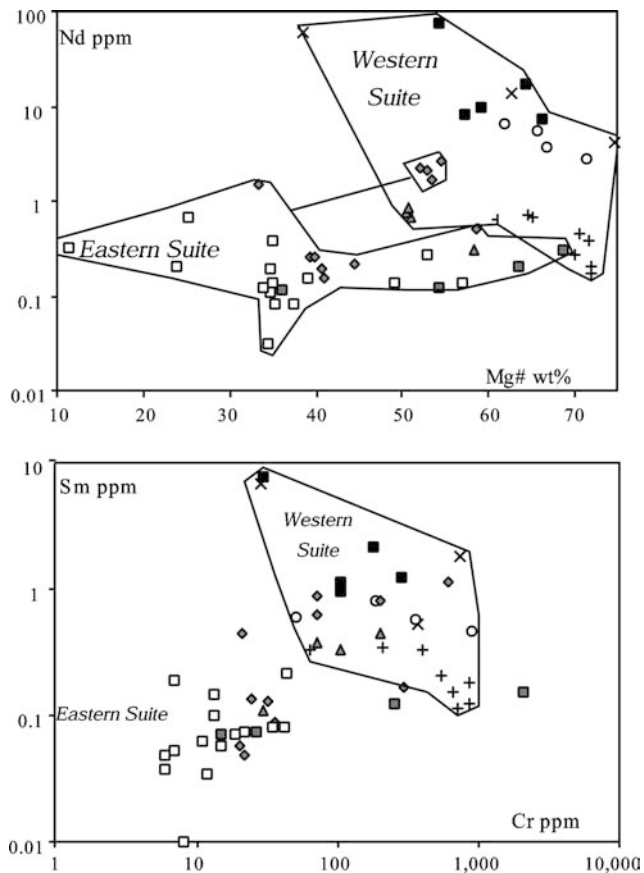 100
Nd ppm
Western
Suite
10
1
Eastern Suite
0.1
0.01
Mg# wt%
10 20 30 40 50 60 70
10
Sm ppm
Western
Suite
1
Eastern Suite
0.1
Cr ppm
0.01
1 10 100 1,000 10,000